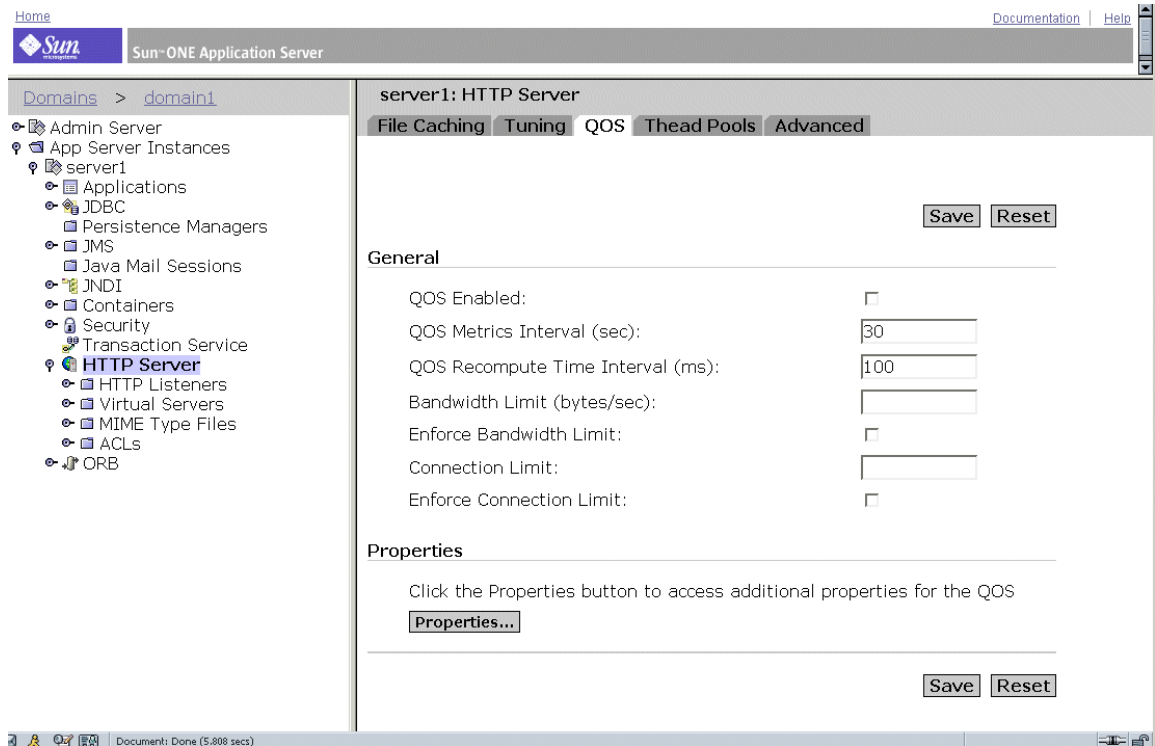 Home
Documentation | Help
Sun microsystems
Sun™ONE Application Server
Domains > domain1
Admin Server
App Server Instances
server1
Applications
JDBC
Persistence Managers
JMS
Java Mail Sessions
JNDI
Containers
Security
Transaction Service
HTTP Server
HTTP Listeners
Virtual Servers
MIME Type Files
ACLs
ORB
server1: HTTP Server
File Caching Tuning QOS Thead Pools Advanced
Save Reset
General
QOS Enabled:
QOS Metrics Interval (sec): 30
QOS Recompute Time Interval (ms): 100
Bandwidth Limit (bytes/sec):
Enforce Bandwidth Limit:
Connection Limit:
Enforce Connection Limit:
Properties
Click the Properties button to access additional properties for the QOS
Properties...
Save Reset
Document: Done (5.808 secs)